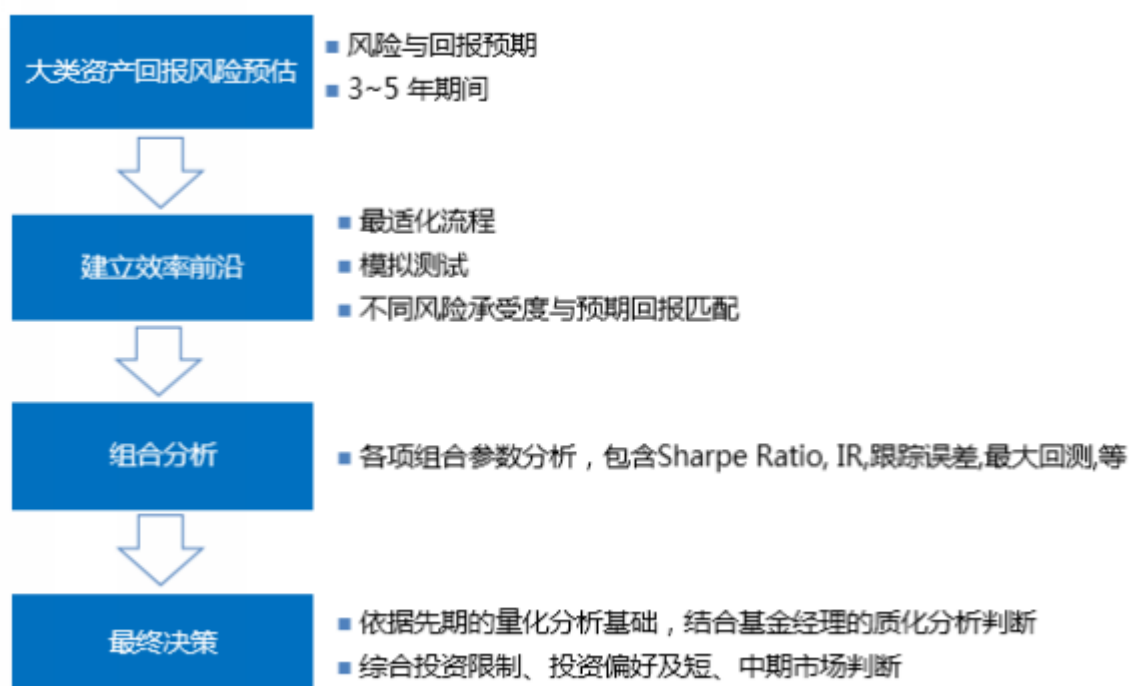 大类资产回报风险预估
风险与回报预期
3~5 年期间
建立效率前沿
最适化流程
模拟测试
不同风险承受度与预期回报匹配
组合分析
各项组合参数分析，包含Sharpe Ratio, IR,跟踪误差,最大回测,等
最终决策
依据先期的量化分析基础，结合基金经理的质化分析判断
综合投资限制、投资偏好及短、中期市场判断